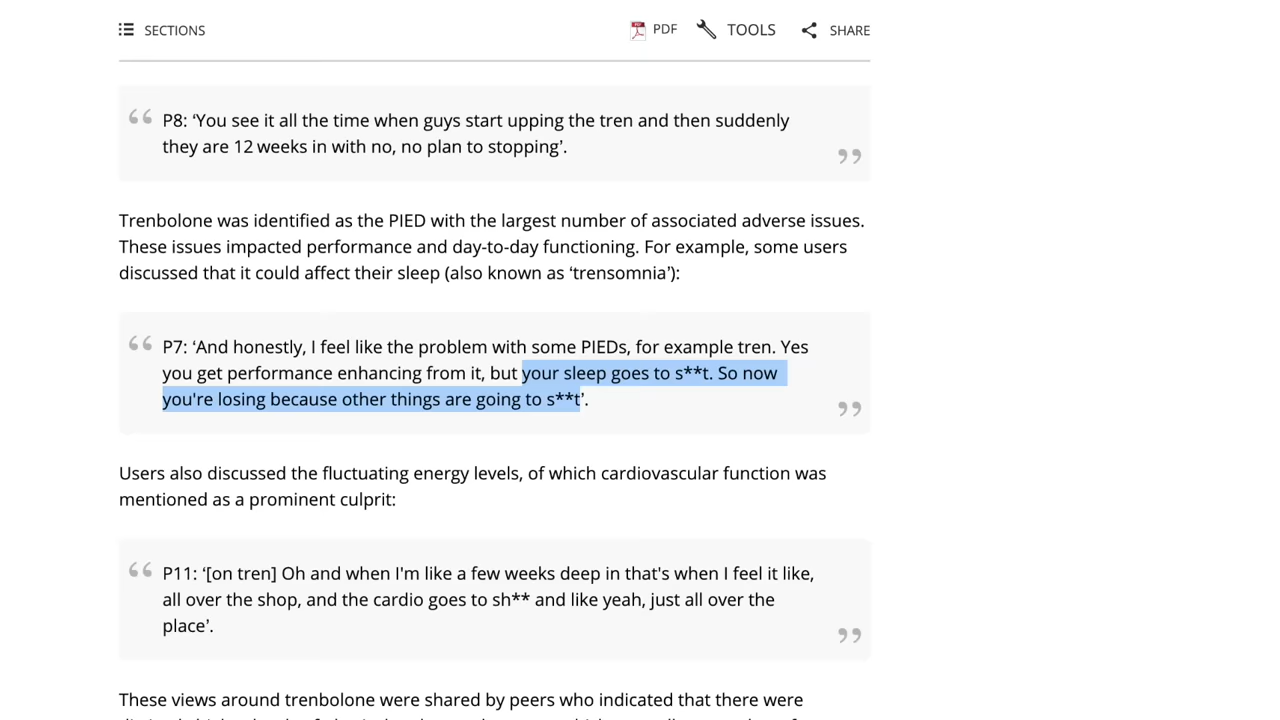 SECTIONS PDF TOOLS SHARE
“ P8: ‘You see it all the time when guys start upping the tren and then suddenly
they are 12 weeks in with no, no plan to stopping’. ”
Trenbolone was identified as the PIED with the largest number of associated adverse issues.
These issues impacted performance and day-to-day functioning. For example, some users
discussed that it could affect their sleep (also known as ‘trensomnia’):
“ P7: ‘And honestly, I feel like the problem with some PIEDs, for example tren. Yes
you get performance enhancing from it, but your sleep goes to s**t. So now
you're losing because other things are going to s**t’. ”
Users also discussed the fluctuating energy levels, of which cardiovascular function was
mentioned as a prominent culprit:
“ P11: ‘[on tren] Oh and when I'm like a few weeks deep in that's when I feel it like,
all over the shop, and the cardio goes to sh** and like yeah, just all over the
place’. ”
These views around trenbolone were shared by peers who indicated that there were